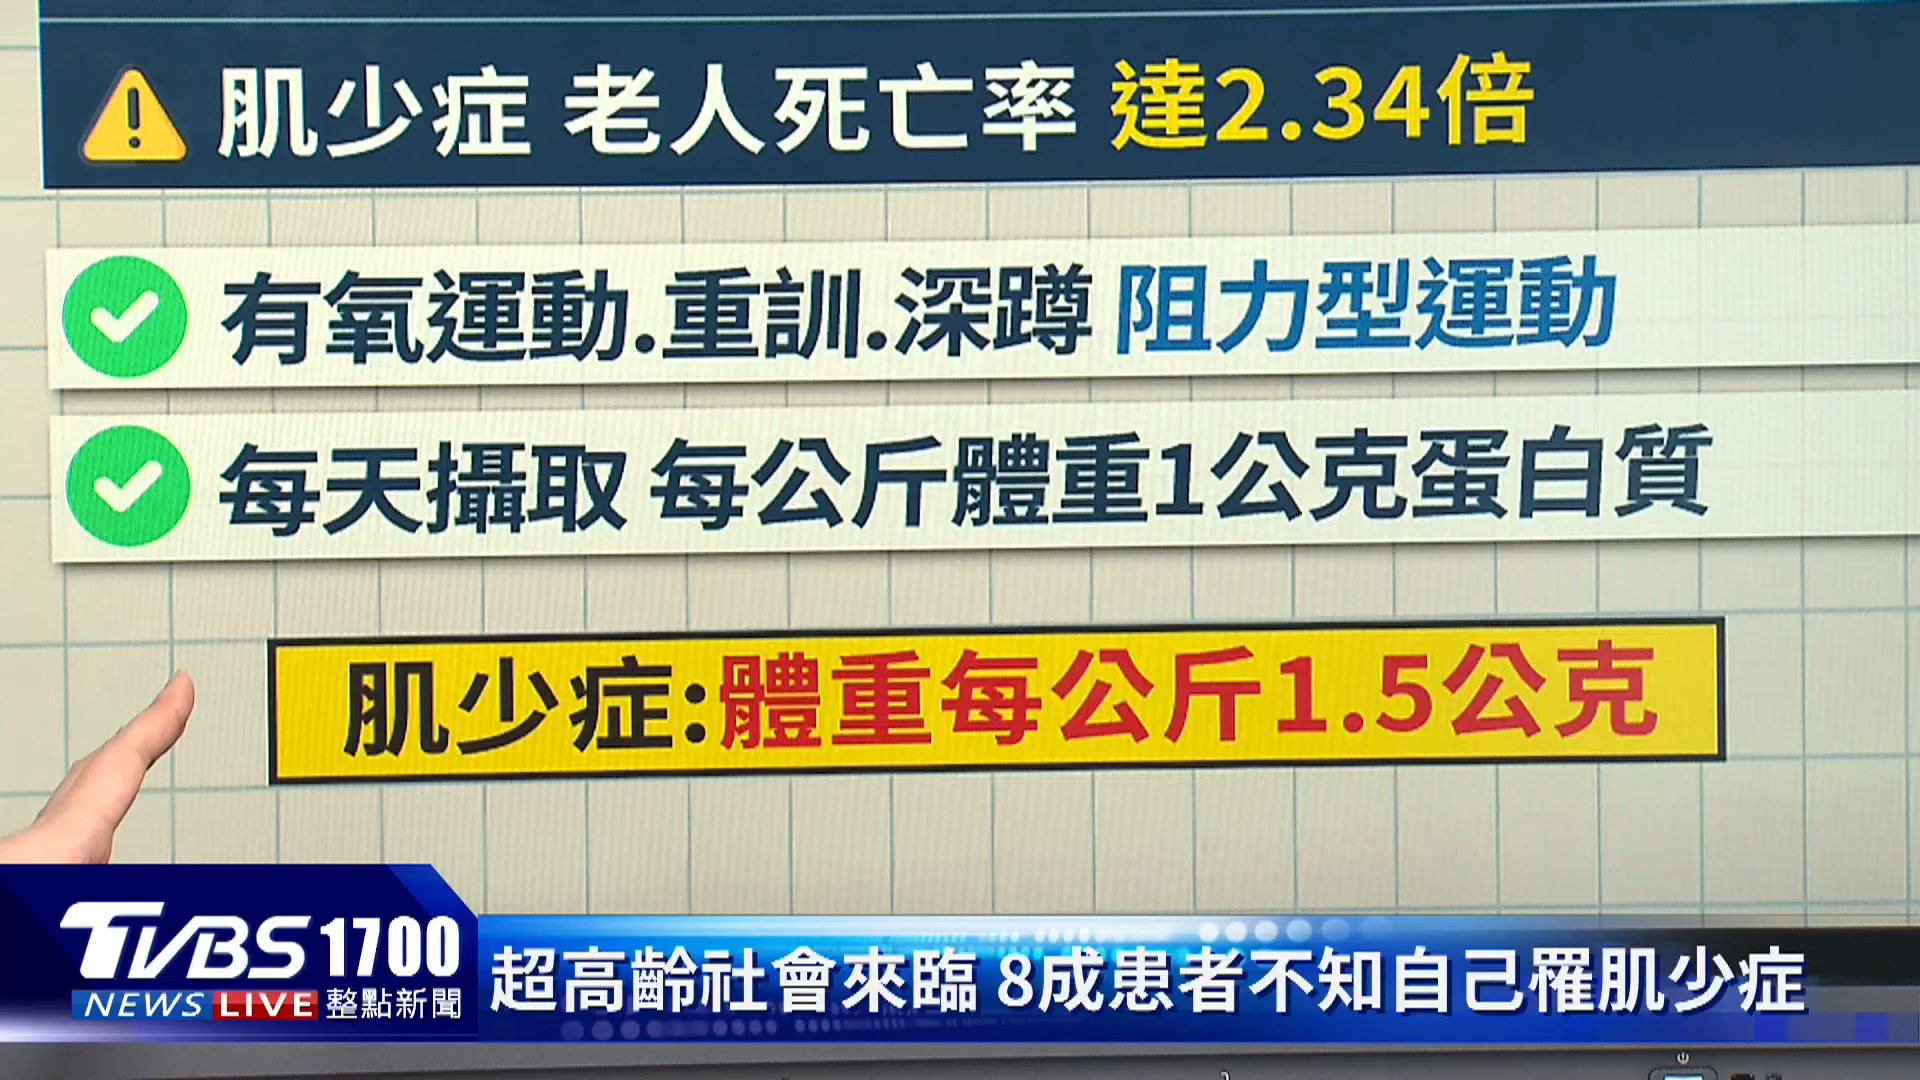 肌少症 老人死亡率 達2.34倍
有氧運動.重訓.深蹲 阻力型運動
每天攝取 每公斤體重1公克蛋白質
肌少症:體重每公斤1.5公克
TVBS 1700
NEWS LIVE 整點新聞
超高齡社會來臨 8成患者不知自己罹肌少症